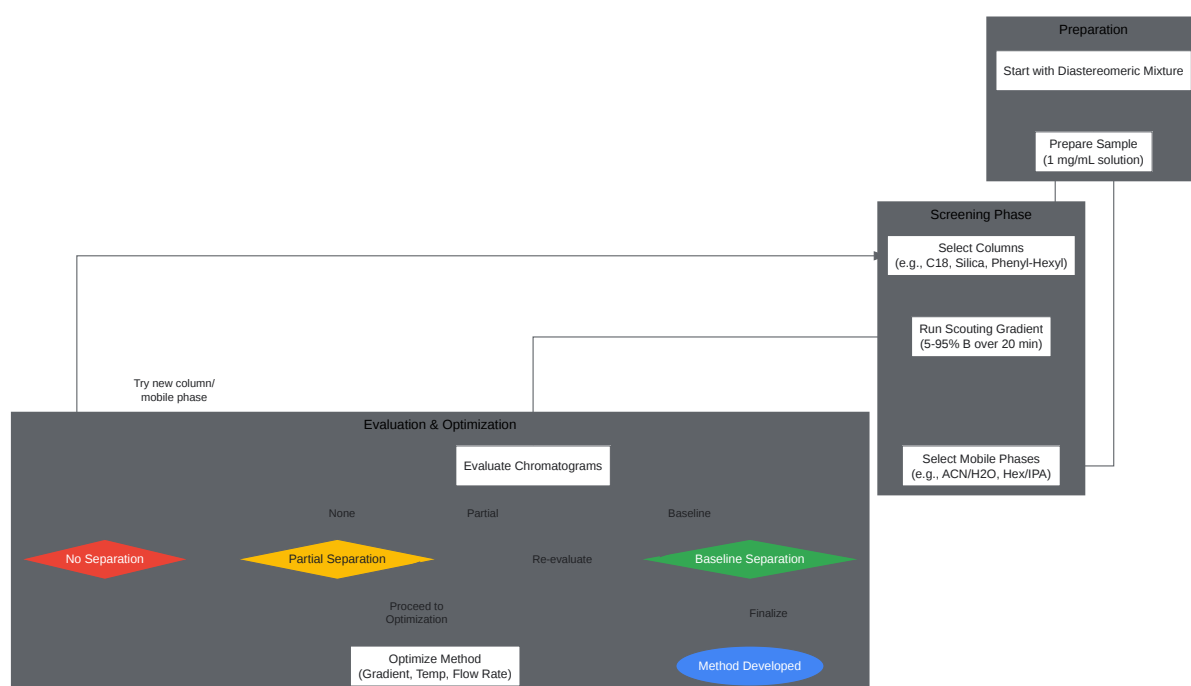 Preparation
Start with Diastereomeric Mixture
Prepare Sample
(1 mg/mL solution)
Screening Phase
Select Columns
(e.g., C18, Silica, Phenyl-Hexyl)
Run Scouting Gradient
(5-95% B over 20 min)
Try new column/
mobile phase
Evaluation & Optimization
Evaluate Chromatograms
Select Mobile Phases
(e.g., ACN/H2O, Hex/IPA)
None
Partial
Baseline
No Separation
Partial Separation
Re-evaluate
Baseline Separation
Proceed to
Optimization
Finalize
Optimize Method
(Gradient, Temp, Flow Rate)
Method Developed